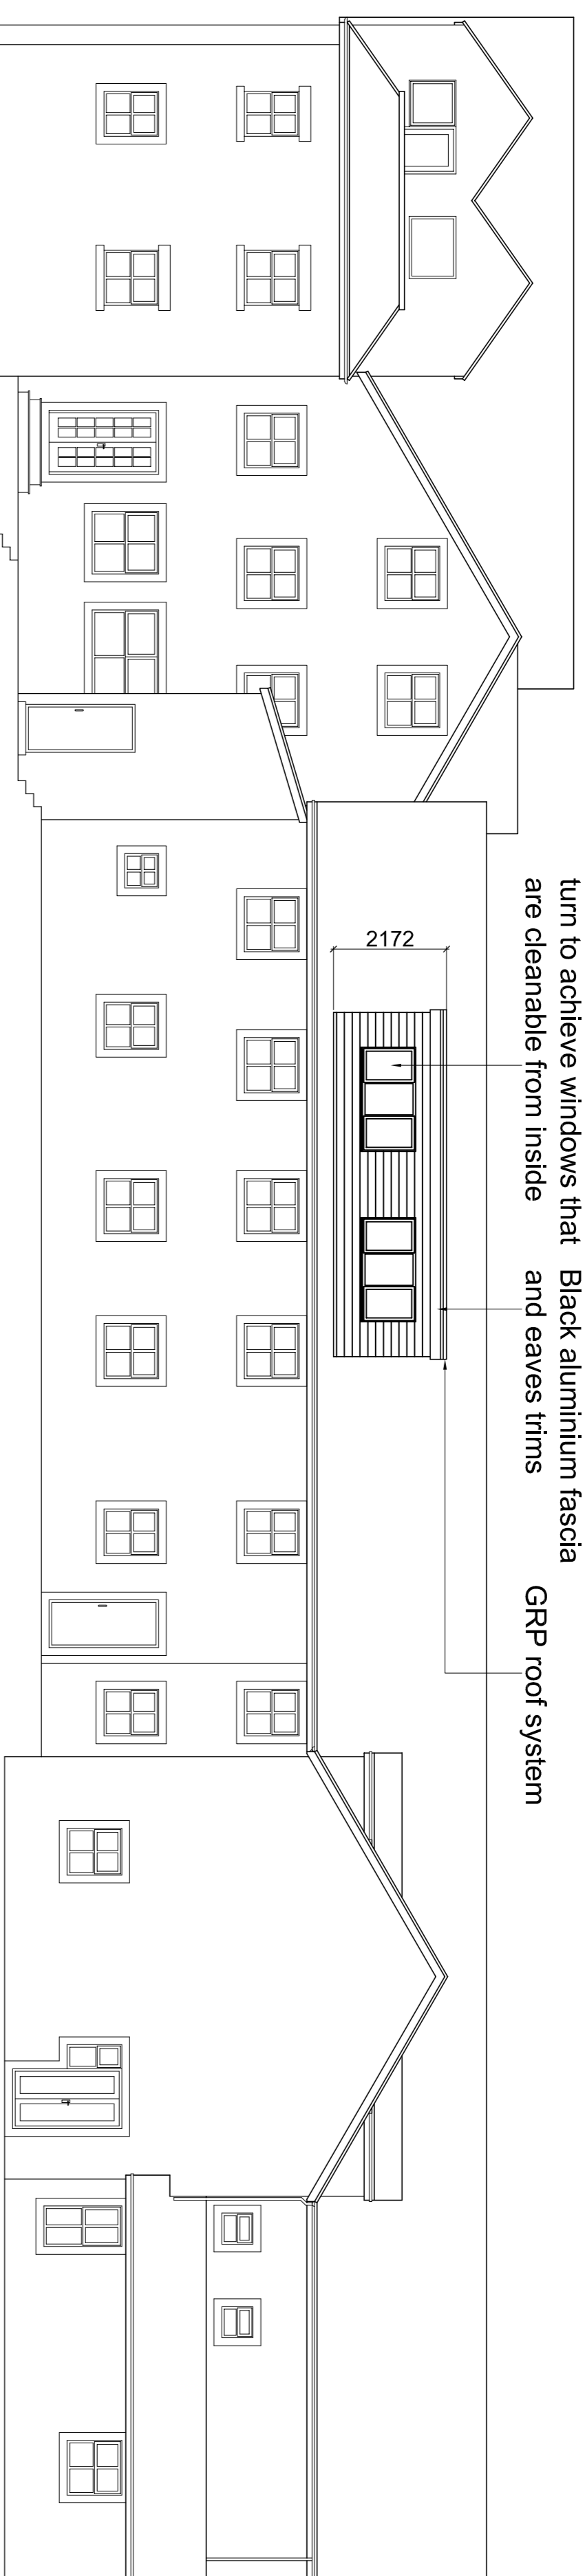 turn to achieve windows that
are cleanable from inside
Black aluminium fascia
and eaves trims
GRP roof system
2172